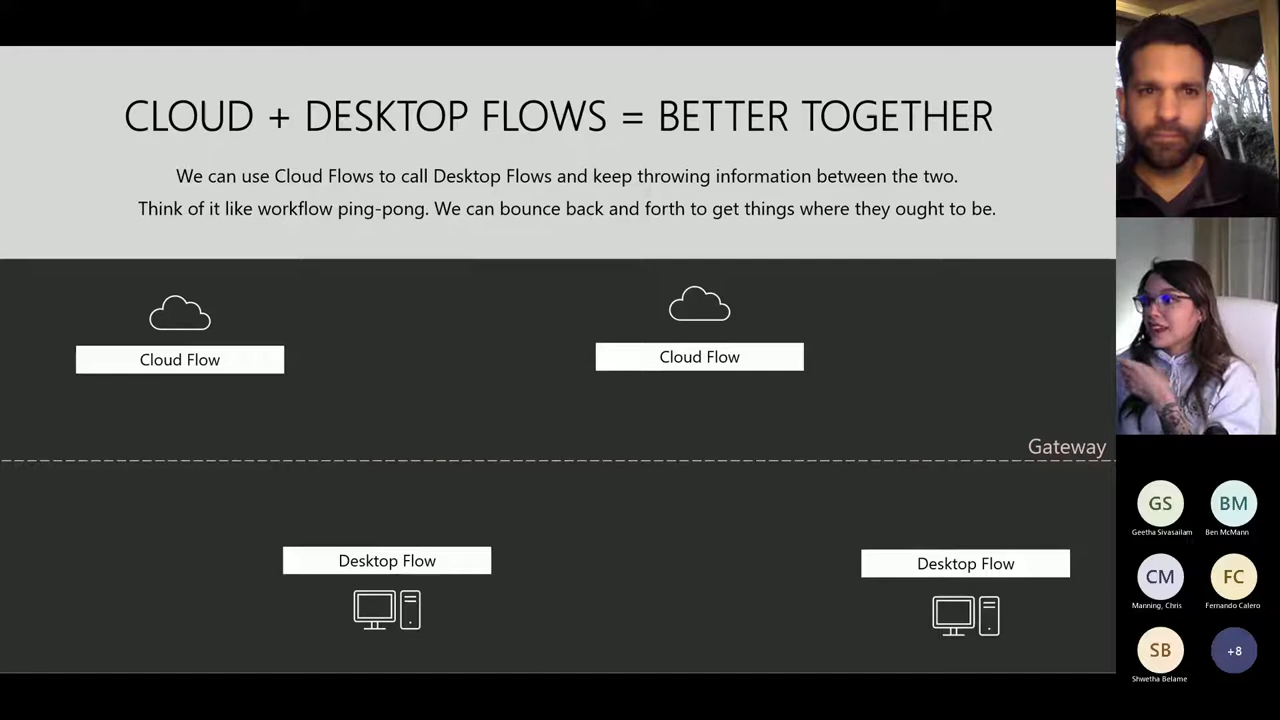 CLOUD + DESKTOP FLOWS = BETTER TOGETHER
We can use Cloud Flows to call Desktop Flows and keep throwing information between the two.
Think of it like workflow ping-pong. We can bounce back and forth to get things where they ought to be.
Cloud Flow
Cloud Flow
Gateway
Desktop Flow
Desktop Flow
GS
BM
Geetha Sivasailam
Ben McMann
CM
FC
Manning, Chris
Fernando Calero
SB
+8
Shwetha Belame